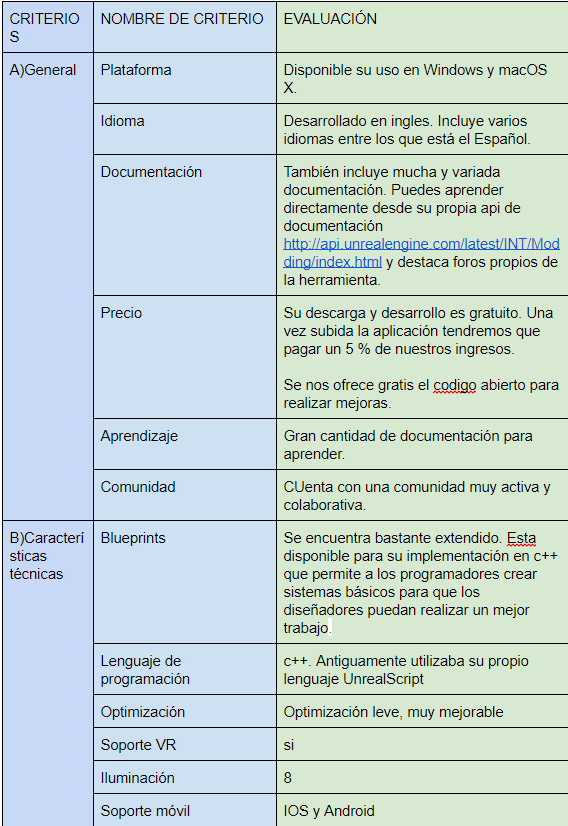 CRITERIO
S
NOMBRE DE CRITERIO
EVALUACIÓN
A)General
Plataforma
Disponible su uso en Windows y macOS
X.
Idioma
Desarrollado en ingles. Incluye varios
idiomas entre los que está el Español.
Documentación
También incluye mucha y variada
documentación. Puedes aprender
directamente desde su propia api de
documentación
http://api.unrealengine.com/latest/INT/Mod
ding/index.html y destaca foros propios de
la herramienta.
Precio
Su descarga y desarrollo es gratuito. Una
vez subida la aplicación tendremos que
pagar un 5 % de nuestros ingresos.
Se nos ofrece gratis el codigo abierto para
realizar mejoras.
Aprendizaje
Gran cantidad de documentación para
aprender.
Comunidad
CUenta con una comunidad muy activa y
colaborativa.
B)Caracterí
sticas
técnicas
Blueprints
Se encuentra bastante extendido. Esta
disponible para su implementación en c++
que permite a los programadores crear
sistemas básicos para que los
diseñadores puedan realizar un mejor
trabajo.
Lenguaje de
programación
c++. Antiguamente utilizaba su propio
lenguaje UnrealScript
Optimización
Optimización leve, muy mejorable
Soporte VR
si
Iluminación
8
Soporte móvil
IOS y Android